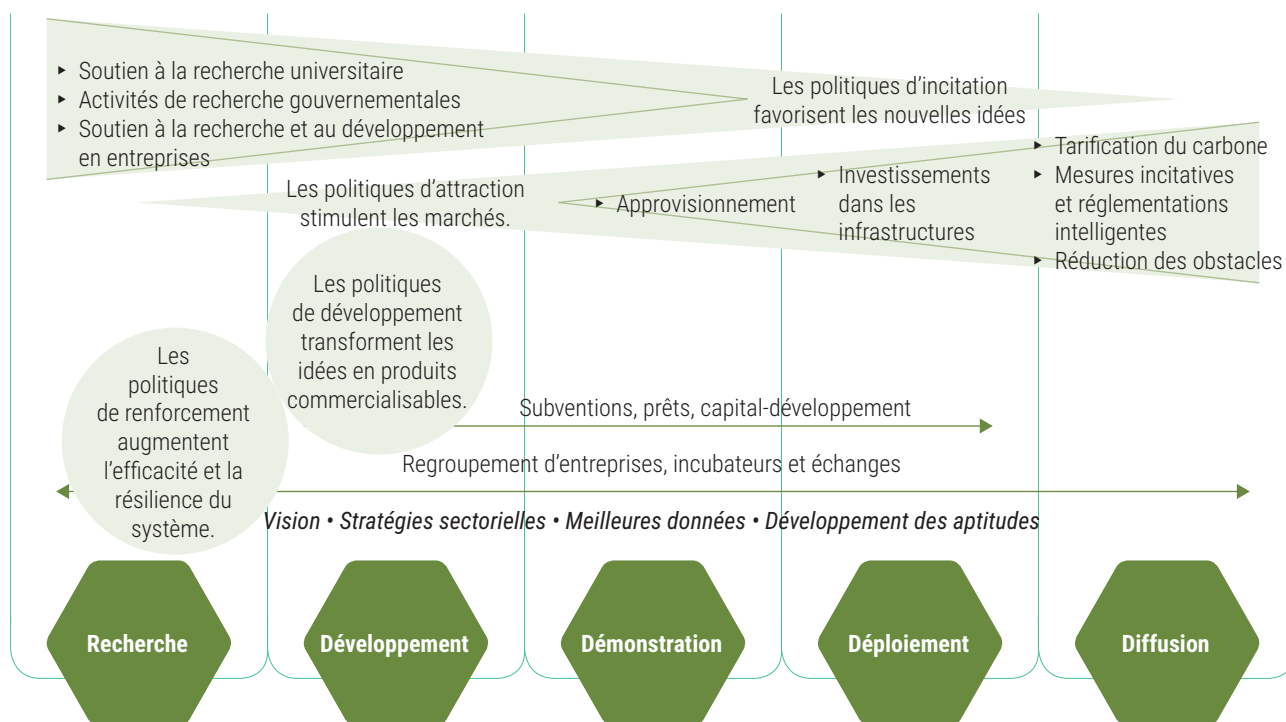 ▸ Soutien à la recherche universitaire
▸ Activités de recherche gouvernementales
▸ Soutien à la recherche et au développement
en entreprises
Les politiques d’incitation
favorisent les nouvelles idées
Les politiques d’attraction
stimulent les marchés.
▸ Approvisionnement
▸ Investissements
dans les
infrastructures
▸ Tarification du carbone
▸ Mesures incitatives
et réglementations
intelligentes
▸ Réduction des obstacles
Les politiques
de développement
transforment les
idées en produits
commercialisables.
Les
politiques
de renforcement
augmentent
l’efficacité et la
résilience du
système.
Subventions, prêts, capital-développement
Regroupement d’entreprises, incubateurs et échanges
Vision • Stratégies sectorielles • Meilleures données • Développement des aptitudes
Recherche
Développement
Démonstration
Déploiement
Diffusion